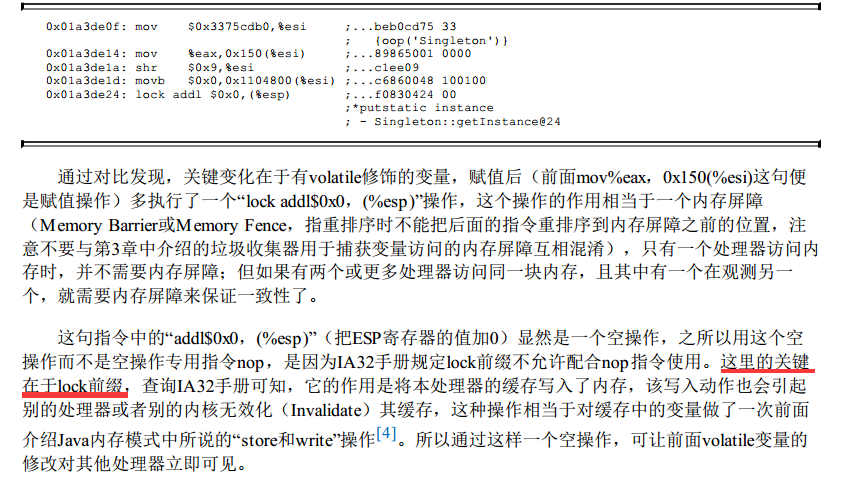 0x01a3de0f: mov    $0x3375cdb0,%esi     ;...beb0cd75 33
                                        ;   {oop('Singleton')}
0x01a3de14: mov    %eax,0x150(%esi)     ;...89865001 0000
0x01a3de1a: shr    $0x9,%esi            ;...c1ee09
0x01a3de1d: movb   $0x0,0x1104800(%esi) ;...c6860048 100100
0x01a3de24: lock addl $0x0,(%esp)       ;...f0830424 00
                                        ;*putstatic instance
                                        ; - Singleton::getInstance@24
通过对比发现，关键变化在于有volatile修饰的变量，赋值后（前面mov%eax，0x150(%esi)这句便
是赋值操作）多执行了一个“lock addl$0x0，(%esp)”操作，这个操作的作用相当于一个内存屏障
（Memory Barrier或Memory Fence，指重排序时不能把后面的指令重排序到内存屏障之前的位置，注
意不要与第3章中介绍的垃圾收集器用于捕获变量访问的内存屏障互相混淆），只有一个处理器访问内
存时，并不需要内存屏障；但如果有两个或更多处理器访问同一块内存，且其中有一个在观测另一
个，就需要内存屏障来保证一致性了。
这句指令中的“addl$0x0，(%esp)”（把ESP寄存器的值加0）显然是一个空操作，之所以用这个空
操作而不是空操作专用指令nop，是因为IA32手册规定lock前缀不允许配合nop指令使用。这里的关键
在于lock前缀，查询IA32手册可知，它的作用是将本处理器的缓存写入了内存，该写入动作也会引起
别的处理器或者别的内核无效化（Invalidate）其缓存，这种操作相当于对缓存中的变量做了一次前面
介绍Java内存模式中所说的“store和write”操作[4]。所以通过这样一个空操作，可让前面volatile变量的
修改对其他处理器立即可见。